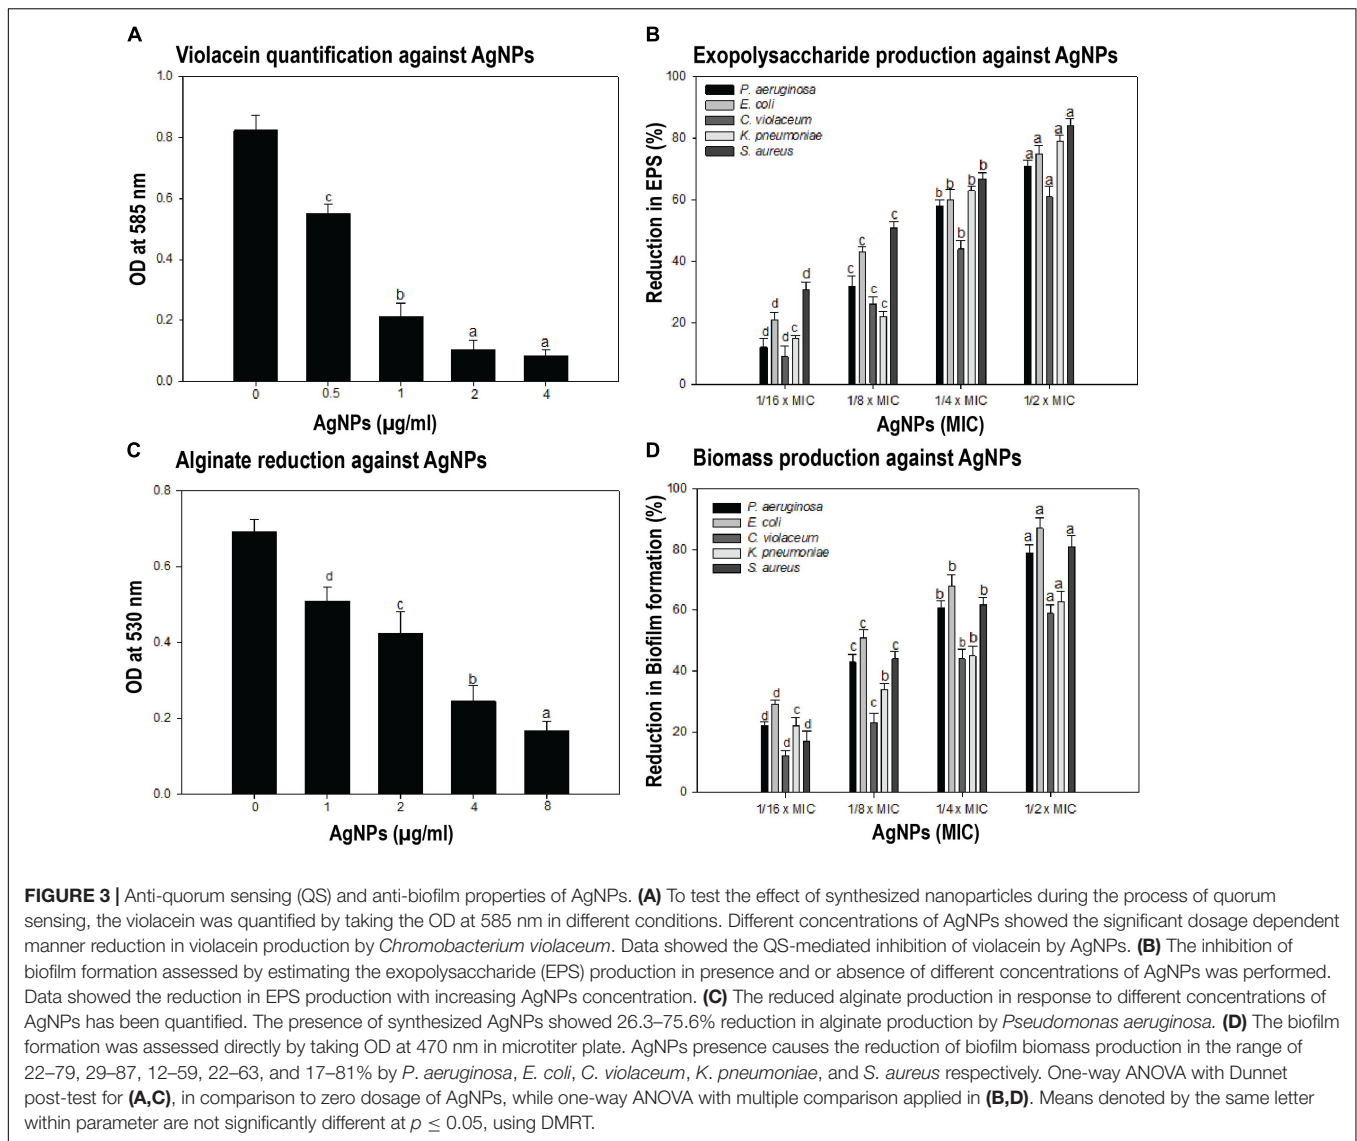 A
Violacein quantification against AgNPs
1.0
0.8
0.6
0.4
0.2
0.0
OD at 585 nm
c
b
a
a
0 0.5 1 2 4
AgNPs (µg/ml)
B
Exopolysaccharide production against AgNPs
100
80
60
40
20
0
Reduction in EPS (%)
P. aeruginosa
E. coli
C. violaceum
K. pneumoniae
S. aureus
d d d c d
c c c c c
b b b b b
a a a a a
1/16 x MIC 1/8 x MIC 1/4 x MIC 1/2 x MIC
AgNPs (MIC)
C
Alginate reduction against AgNPs
0.8
0.6
0.4
0.2
0.0
OD at 530 nm
d
c
b
a
0 1 2 4 8
AgNPs (µg/ml)
D
Biomass production against AgNPs
100
80
60
40
20
0
Reduction in Biofilm formation (%)
P. aeruginosa
E. coli
C. violaceum
K. pneumoniae
S. aureus
d d d c d
c c c b c
b b b b b
a a a a a
1/16 x MIC 1/8 x MIC 1/4 x MIC 1/2 x MIC
AgNPs (MIC)
FIGURE 3 | Anti-quorum sensing (QS) and anti-biofilm properties of AgNPs. (A) To test the effect of synthesized nanoparticles during the process of quorum
sensing, the violacein was quantified by taking the OD at 585 nm in different conditions. Different concentrations of AgNPs showed the significant dosage dependent
manner reduction in violacein production by Chromobacterium violaceum. Data showed the QS-mediated inhibition of violacein by AgNPs. (B) The inhibition of
biofilm formation assessed by estimating the exopolysaccharide (EPS) production in presence and or absence of different concentrations of AgNPs was performed.
Data showed the reduction in EPS production with increasing AgNPs concentration. (C) The reduced alginate production in response to different concentrations of
AgNPs has been quantified. The presence of synthesized AgNPs showed 26.3–75.6% reduction in alginate production by Pseudomonas aeruginosa. (D) The biofilm
formation was assessed directly by taking OD at 470 nm in microtiter plate. AgNPs presence causes the reduction of biofilm biomass production in the range of
22–79, 29–87, 12–59, 22–63, and 17–81% by P. aeruginosa, E. coli, C. violaceum, K. pneumoniae, and S. aureus respectively. One-way ANOVA with Dunnet
post-test for (A,C), in comparison to zero dosage of AgNPs, while one-way ANOVA with multiple comparison applied in (B,D). Means denoted by the same letter
within parameter are not significantly different at p ≤ 0.05, using DMRT.